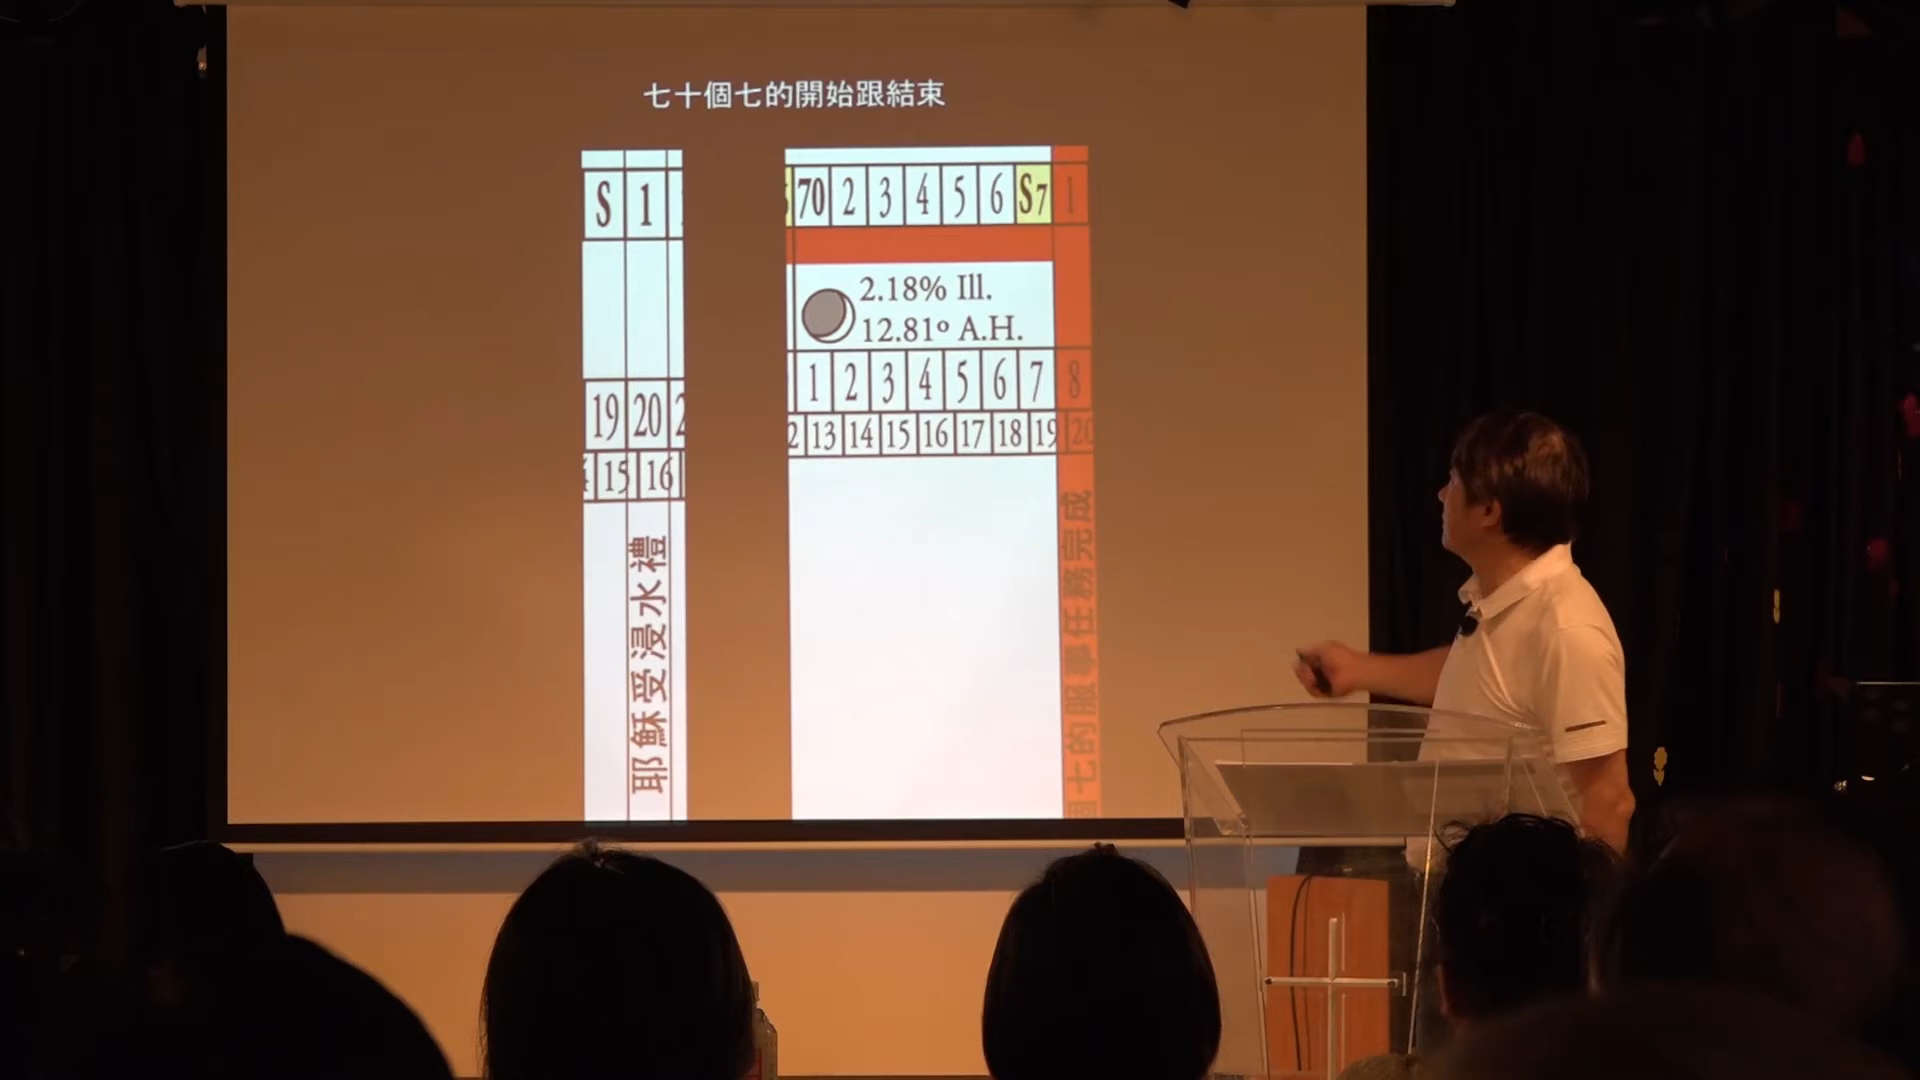 七十個七的開始跟結束
S 1
19 20
15 16
耶穌受浸水禮
70 2 3 4 5 6 S7 1
2.18% Ill.
12.81º A.H.
1 2 3 4 5 6 7 8
2 13 14 15 16 17 18 19 20
個七的服事任務完成